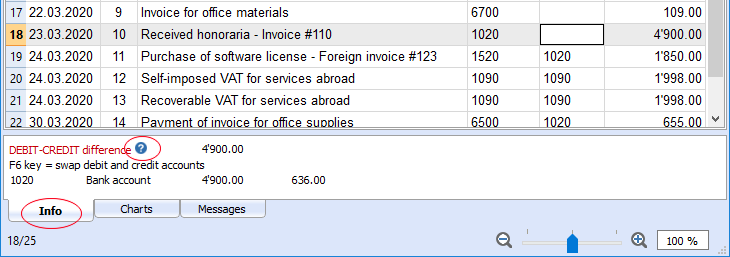 17 22.03.2020 9 Invoice for office materials 6700 109.00
18 23.03.2020 10 Received honoraria - Invoice #110 1020 4'900.00
19 24.03.2020 11 Purchase of software license - Foreign invoice #123 1520 1020 1'850.00
20 24.03.2020 12 Self-imposed VAT for services abroad 1090 1090 1'998.00
21 24.03.2020 13 Recoverable VAT for services abroad 1090 1090 1'998.00
22 30.03.2020 14 Payment of invoice for office supplies 6500 1020 655.00
DEBIT-CREDIT difference ? 4'900.00
F6 key = swap debit and credit accounts
1020 Bank account 4'900.00 636.00
Info Charts Messages
18/25 100 %